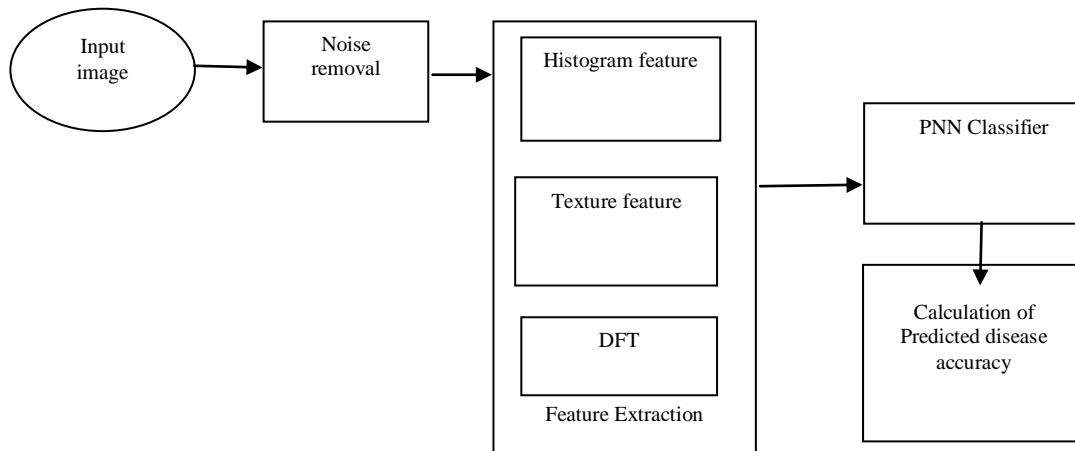 Input
image
Noise
removal
Histogram feature
Texture feature
DFT
Feature Extraction
PNN Classifier
Calculation of
Predicted disease
accuracy